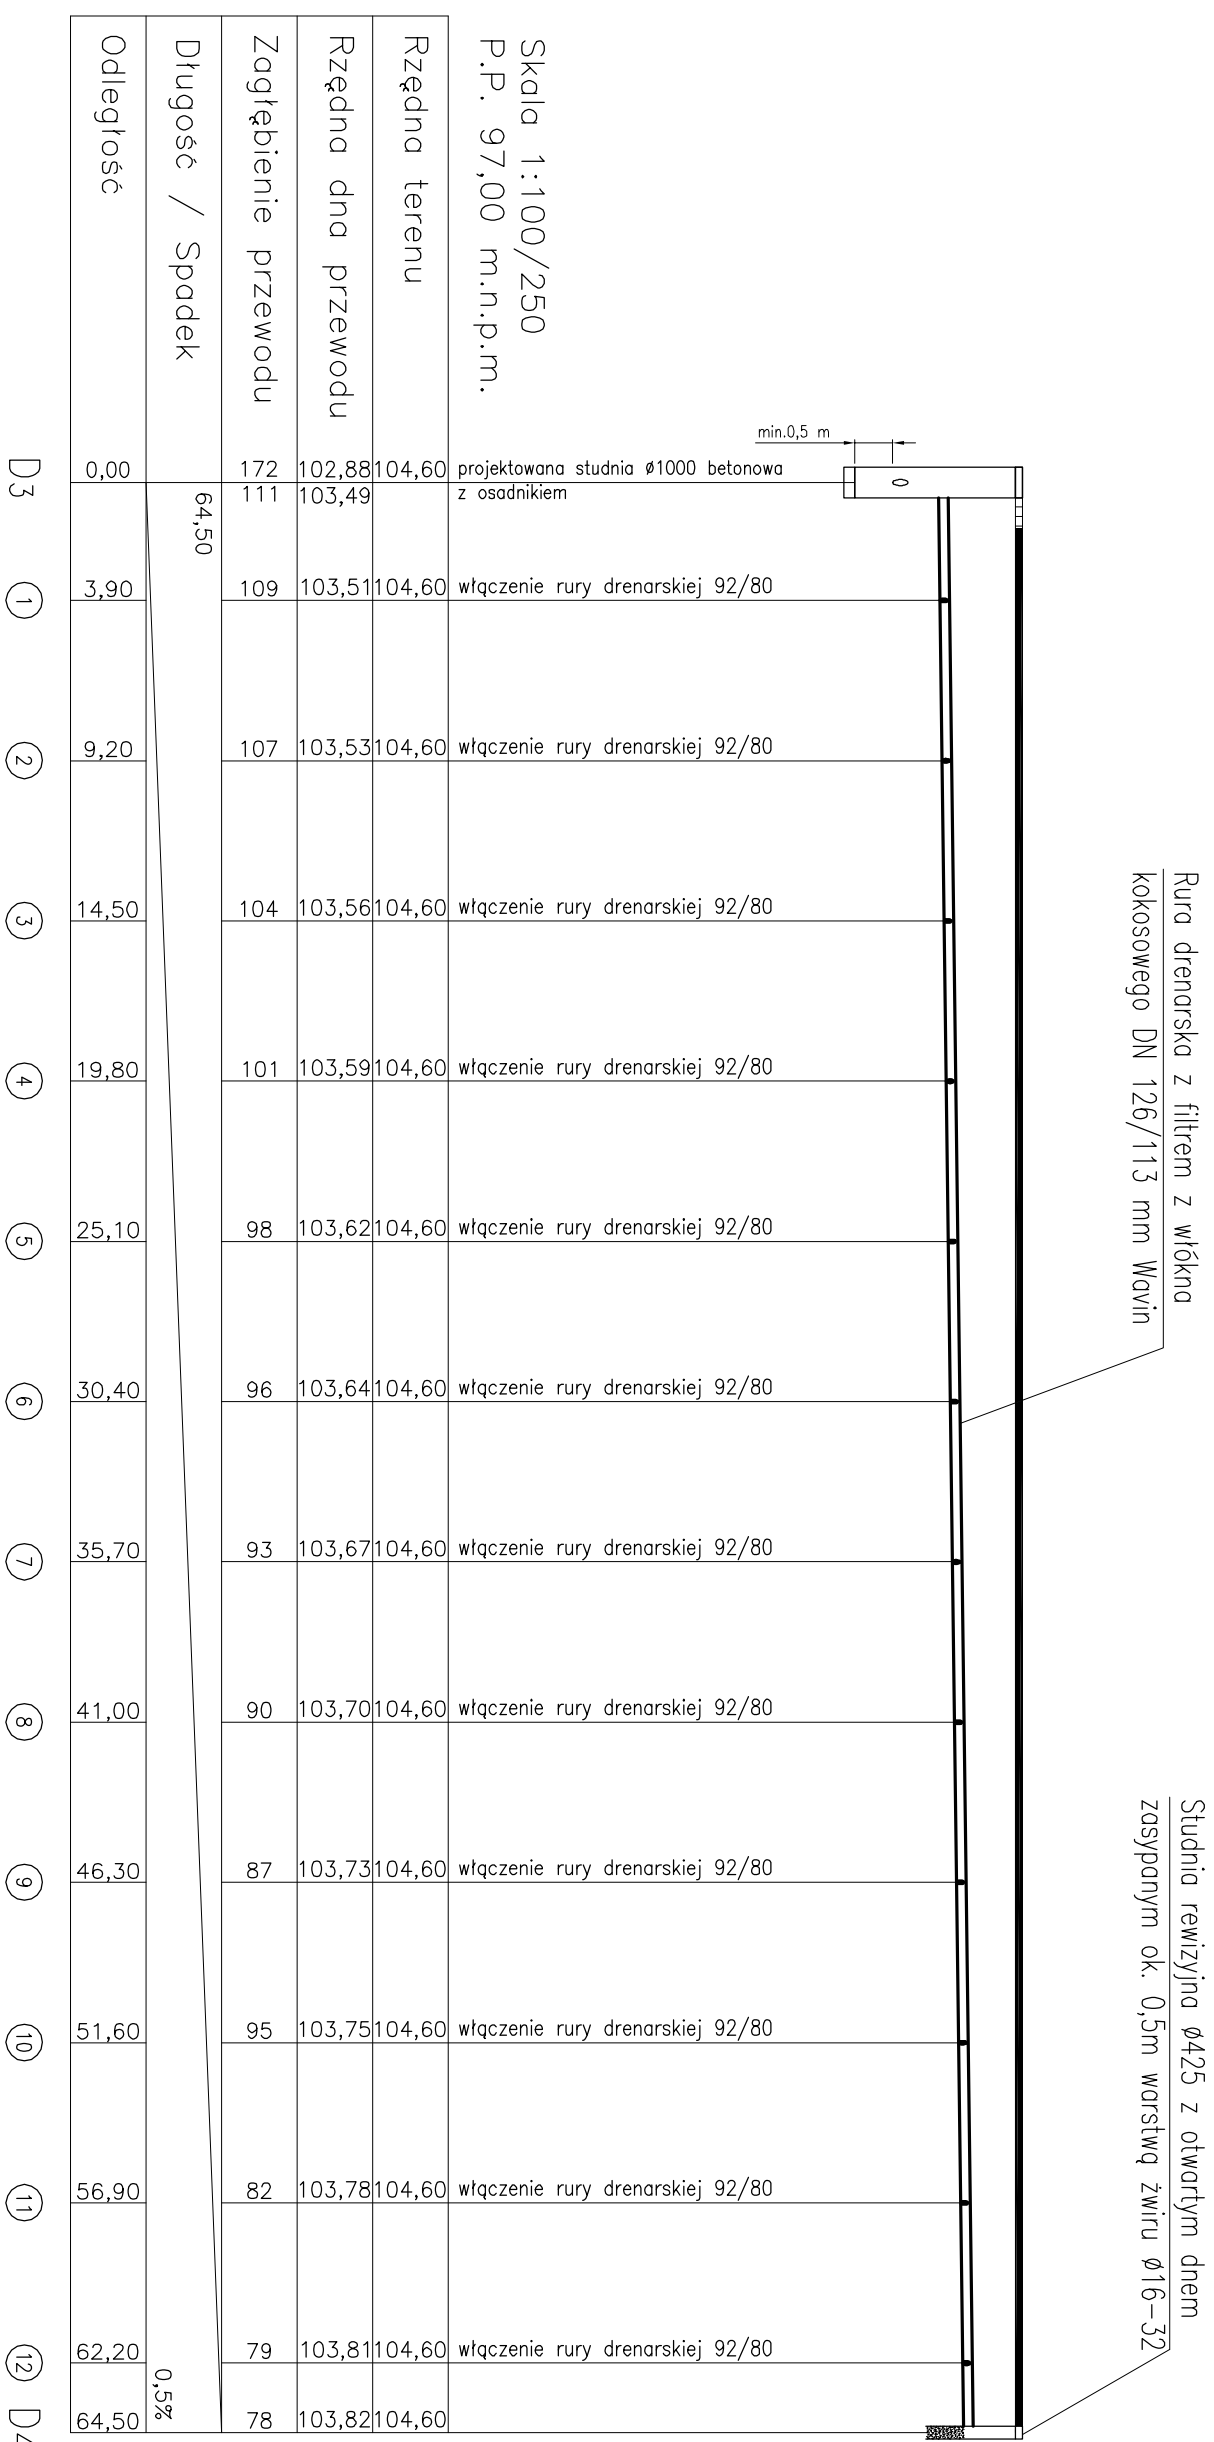 Rura drenarska z filtrem z włókna
kokosowego DN 126/113 mm Wavin
Studnia rewizyjna ø425 z otwartym dnem
zasypanym ok. 0,5m warstwą żwiru ø16-32
min.0,5 m
Skala 1:100/250
P.P. 97,00 m.n.p.m.
projektowana studnia ø1000 betonowa
z osadnikiem
włączenie rury drenarskiej 92/80
włączenie rury drenarskiej 92/80
włączenie rury drenarskiej 92/80
włączenie rury drenarskiej 92/80
włączenie rury drenarskiej 92/80
włączenie rury drenarskiej 92/80
włączenie rury drenarskiej 92/80
włączenie rury drenarskiej 92/80
włączenie rury drenarskiej 92/80
włączenie rury drenarskiej 92/80
włączenie rury drenarskiej 92/80
włączenie rury drenarskiej 92/80
Rzędna terenu 104,60 104,60 104,60 104,60 104,60 104,60 104,60 104,60 104,60 104,60 104,60 104,60 104,60 104,60
Rzędna dna przewodu 102,88 103,49 103,51 103,53 103,56 103,59 103,62 103,64 103,67 103,70 103,73 103,75 103,78 103,81 103,82
Zagłębienie przewodu 172 111 109 107 104 101 98 96 93 90 87 95 82 79 78
Długość / Spadek 64,50 0,5%
Odległość 0,00 3,90 9,20 14,50 19,80 25,10 30,40 35,70 41,00 46,30 51,60 56,90 62,20 64,50
D3 1 2 3 4 5 6 7 8 9 10 11 12 D4